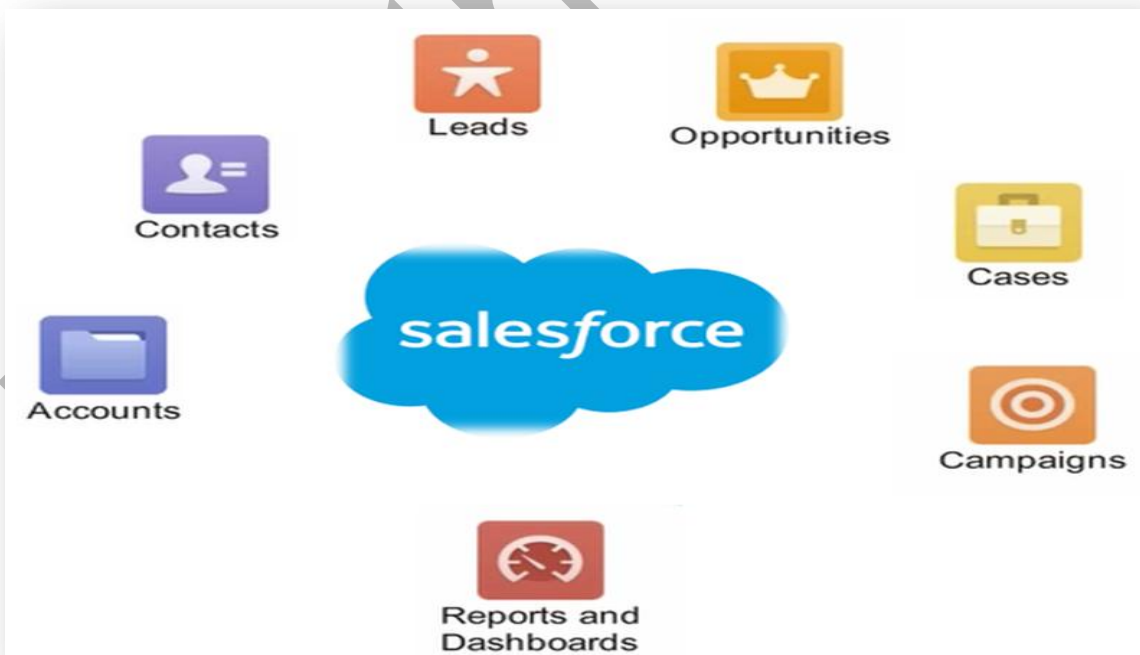 Leads
Opportunities
Contacts
Cases
salesforce
Accounts
Campaigns
Reports and
Dashboards